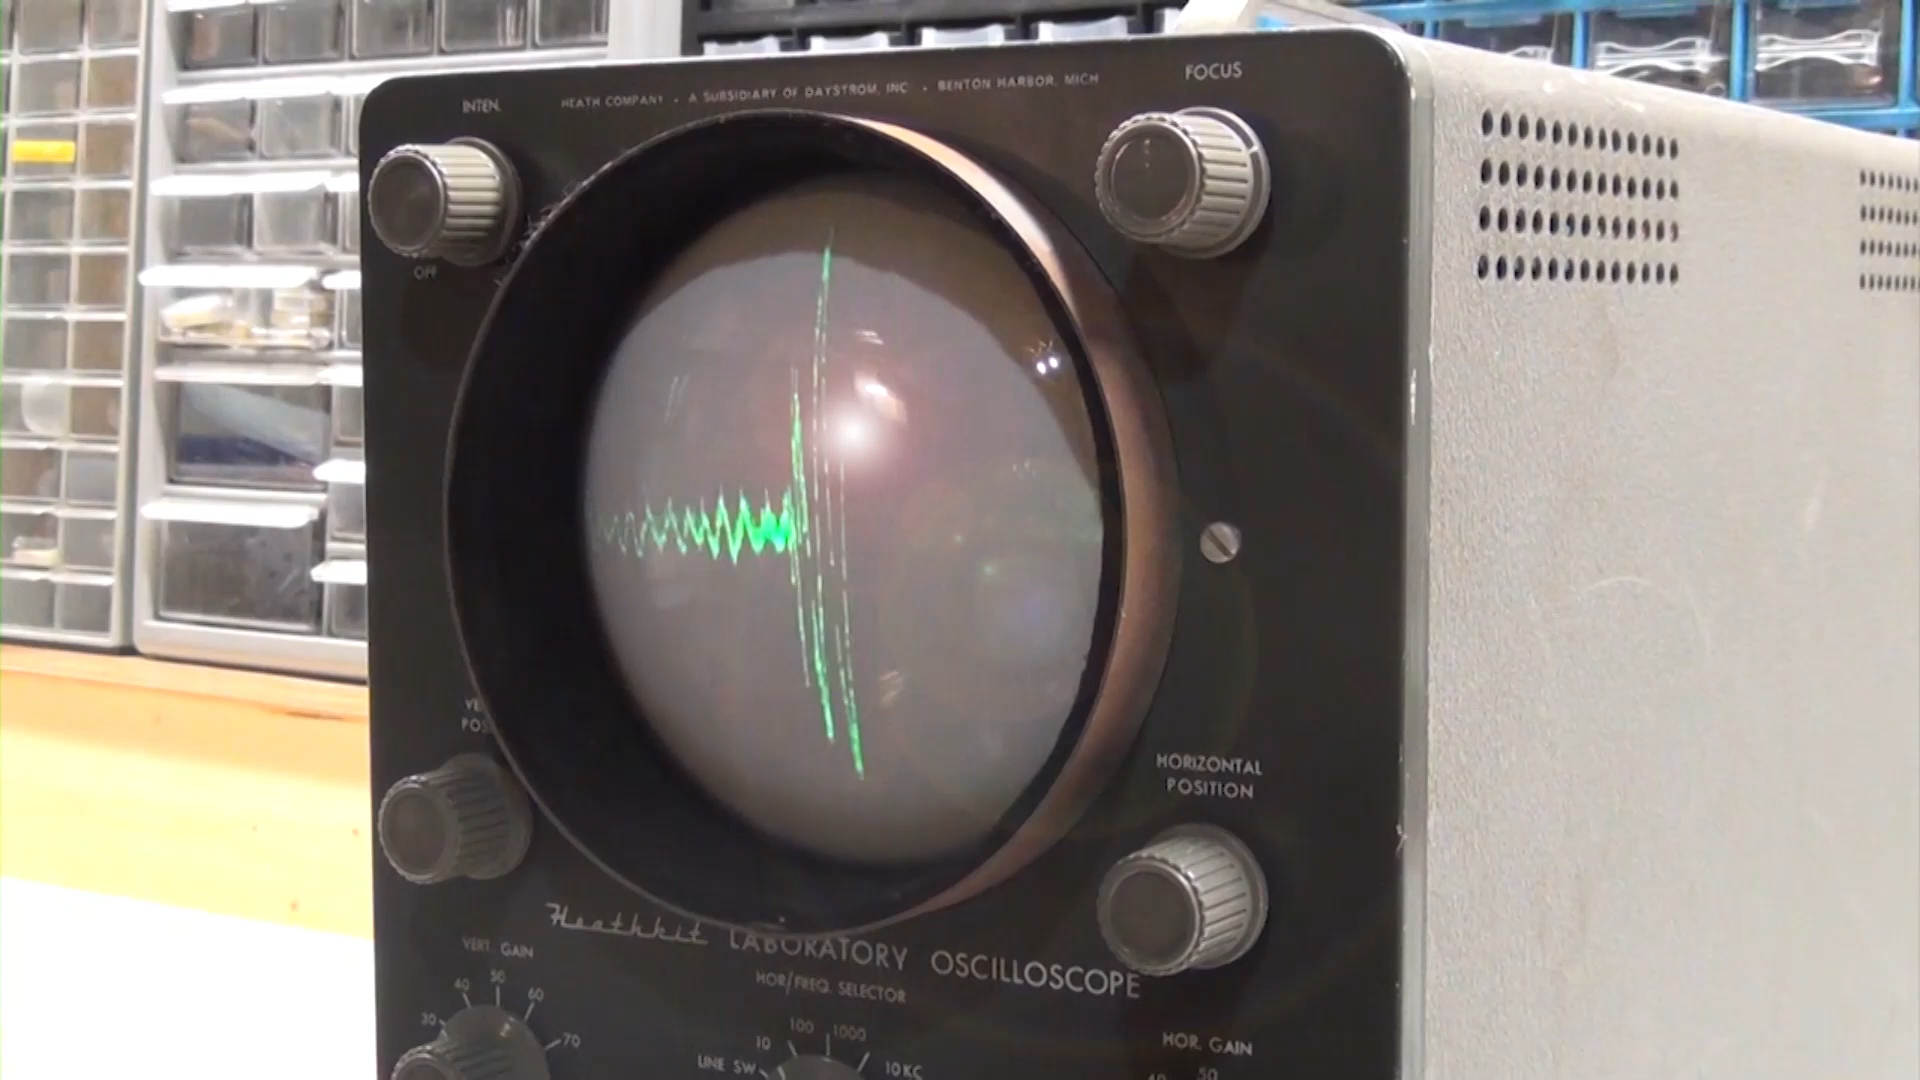 INTEN.
HEATH COMPANY . A SUBSIDIARY OF DAYSTROM, INC . BENTON HARBOR, MICH
FOCUS
OFF
HORIZONTAL
POSITION
Heathkit LABORATORY OSCILLOSCOPE
VERT. GAIN
30 40 50 60 70
HOR/FREQ. SELECTOR
LINE SW. 10 100 1000 10KC
HOR. GAIN
40 50